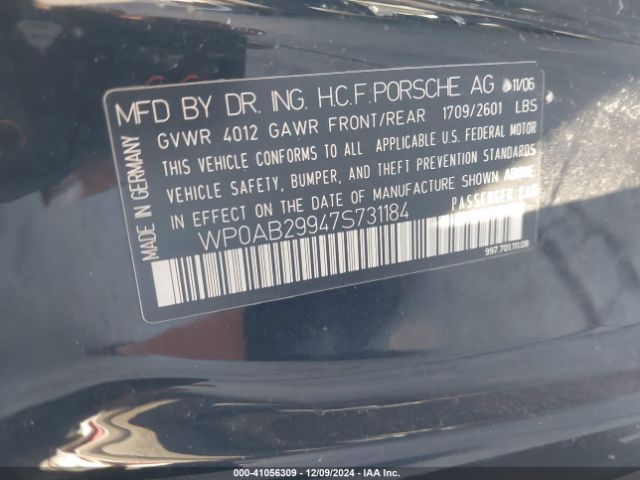 MFD BY DR. ING. H.C.F. PORSCHE AG 11/06
GVWR 4012 GAWR FRONT/REAR 1709/2601 LBS
THIS VEHICLE CONFORMS TO ALL APPLICABLE U.S. FEDERAL MOTOR
VEHICLE SAFETY, BUMPER, AND THEFT PREVENTION STANDARDS
IN EFFECT ON THE DATE OF MANUFACTURE SHOWN ABOVE
WP0AB29947S731184 PASSENGER CAR
997.701.111.08
MADE IN GERMANY
000-41056309 - 12/09/2024 - IAA Inc.